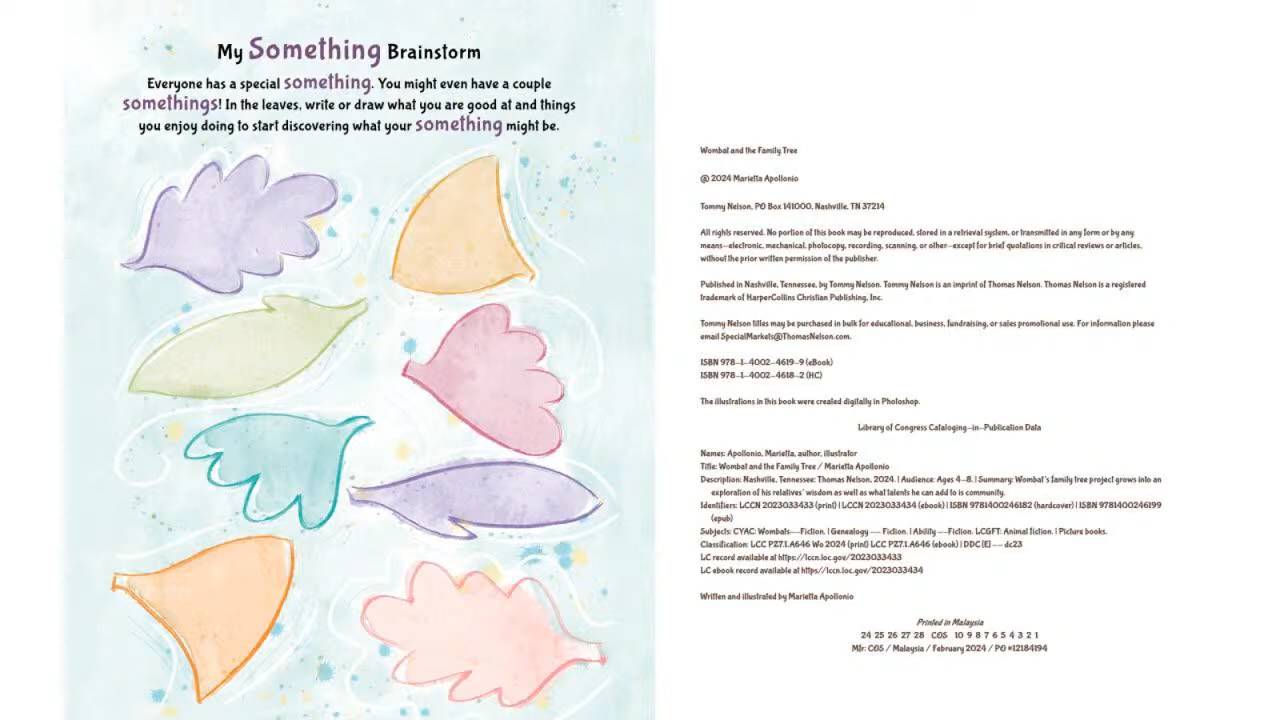 My Something Brainstorm
Everyone has a special something. You might even have a couple
somethings! In the leaves, write or draw what you are good at and things
you enjoy doing to start discovering what your something might be.
Wombat and the Family Tree
© 2024 Marietta Apollonio
Tommy Nelson, PO Box 141000, Nashville, TN 37214
All rights reserved. No portion of this book may be reproduced, stored in a retrieval system, or transmitted in any form or by any
means—electronic, mechanical, photocopy, recording, scanning, or other—except for brief quotations in critical reviews or articles,
without the prior written permission of the publisher.
Published in Nashville, Tennessee, by Tommy Nelson. Tommy Nelson is an imprint of Thomas Nelson. Thomas Nelson is a registered
trademark of HarperCollins Christian Publishing, Inc.
Tommy Nelson titles may be purchased in bulk for educational, business, fundraising, or sales promotional use. For information please
email SpecialMarkets@ThomasNelson.com.
ISBN 978-1-4002-4619-9 (eBook)
ISBN 978-1-4002-4618-2 (HC)
The illustrations in this book were created digitally in Photoshop.
Library of Congress Cataloging-in-Publication Data
Names: Apollonio, Marietta, author, illustrator
Title: Wombat and the Family Tree / Marietta Apollonio
Description: Nashville, Tennessee: Thomas Nelson, 2024. | Audience: Ages 4-8. | Summary: Wombat's family tree project grows into an
exploration of his relatives' wisdom as well as what talents he can add to is community.
Identifiers: LCCN 2023033433 (print) | LCCN 2023033434 (ebook) | ISBN 9781400246182 (hardcover) | ISBN 9781400246199
(epub)
Subjects: CYAC: Wombats--Fiction. | Genealogy -- Fiction. | Ability --Fiction. LCGFT: Animal fiction. | Picture books.
Classification: LCC PZ7.1.A646 Wo 2024 (print) LCC PZ7.1.A646 (ebook) | DDC [E] -- dc23
LC record available at https://lccn.loc.gov/2023033433
LC ebook record available at https//lccn.loc.gov/2023033434
Written and illustrated by Marietta Apollonio
Printed in Malaysia
24 25 26 27 28 COS 10 9 8 7 6 5 4 3 2 1
Mfr: COS / Malaysia / February 2024 / PO #12184194